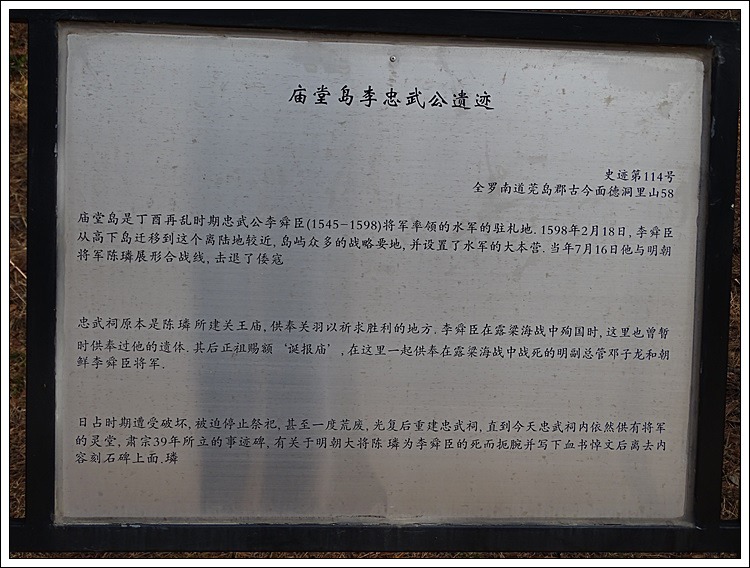 庙堂岛李忠武公遗迹
史迹第114号
全罗南道莞岛郡古今面德洞里山58
庙堂岛是丁酉再乱时期忠武公李舜臣(1545-1598)将军率领的水军的驻札地. 1598年2月18日, 李舜臣
从高下岛迁移到这个离陆地较近, 岛屿众多的战略要地, 并设置了水军的大本营. 当年7月16日他与明朝
将军陈璘展形合战线, 击退了倭寇
忠武祠原本是陈璘所建关王庙, 供奉关羽以祈求胜利的地方. 李舜臣在露梁海战中殉国时, 这里也曾暂
时供奉过他的遗体. 其后正祖赐额‘诞报庙’, 在这里一起供奉在露梁海战中战死的明副总管邓子龙和朝
鲜李舜臣将军.
日占时期遭受破坏, 被迫停止祭祀, 甚至一度荒废. 光复后重建忠武祠, 直到今天忠武祠内依然供有将军
的灵堂, 肃宗39年所立的事迹碑, 有关于明朝大将陈璘为李舜臣的死而扼腕并写下血书悼文后离去内
容刻石碑上面.璘